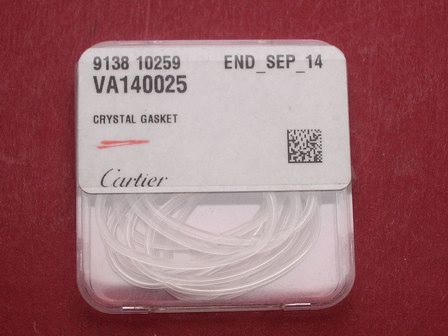 9138 10259 END_SEP_14
VA140025
CRYSTAL GASKET
Cartier